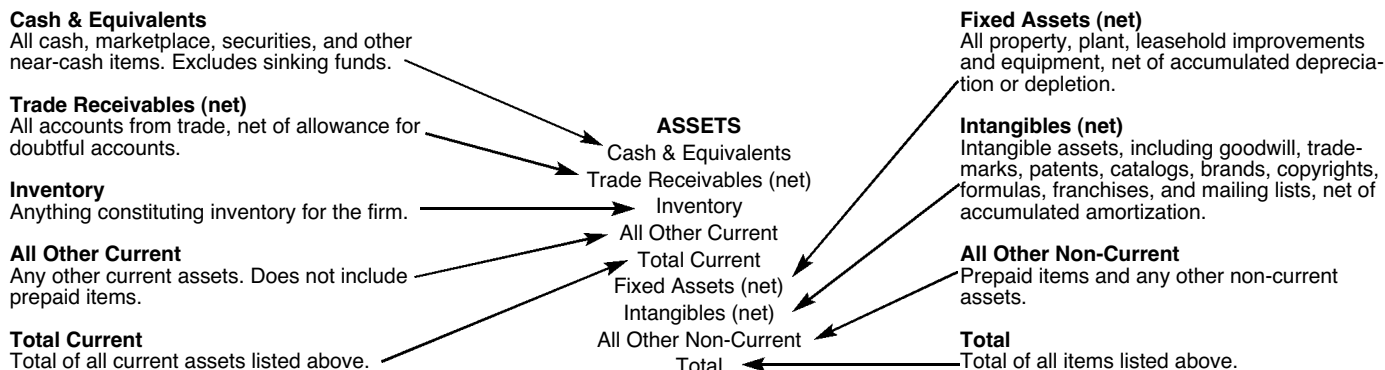 Cash & Equivalents
All cash, marketplace, securities, and other
near-cash items. Excludes sinking funds.
Trade Receivables (net)
All accounts from trade, net of allowance for
doubtful accounts.
Inventory
Anything constituting inventory for the firm.
All Other Current
Any other current assets. Does not include
prepaid items.
Total Current
Total of all current assets listed above.
ASSETS
Cash & Equivalents
Trade Receivables (net)
Inventory
All Other Current
Total Current
Fixed Assets (net)
Intangibles (net)
All Other Non-Current
Total
Fixed Assets (net)
All property, plant, leasehold improvements
and equipment, net of accumulated deprecia-
tion or depletion.
Intangibles (net)
Intangible assets, including goodwill, trade-
marks, patents, catalogs, brands, copyrights,
formulas, franchises, and mailing lists, net of
accumulated amortization.
All Other Non-Current
Prepaid items and any other non-current
assets.
Total
Total of all items listed above.